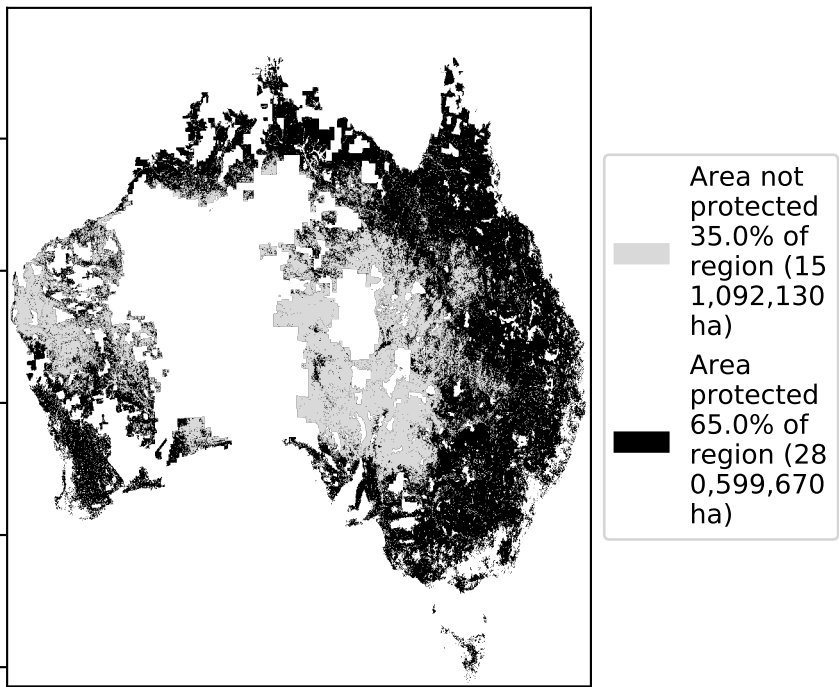 Area not
protected
35.0% of
region (15
1,092,130
ha)
Area
protected
65.0% of
region (28
0,599,670
ha)